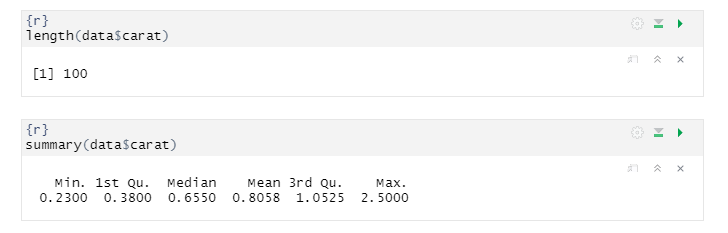 {r}
length(data$carat)
[1] 100
{r}
summary(data$carat)
Min. 1st Qu. Median Mean 3rd Qu. Max.
0.2300 0.3800 0.6550 0.8058 1.0525 2.5000